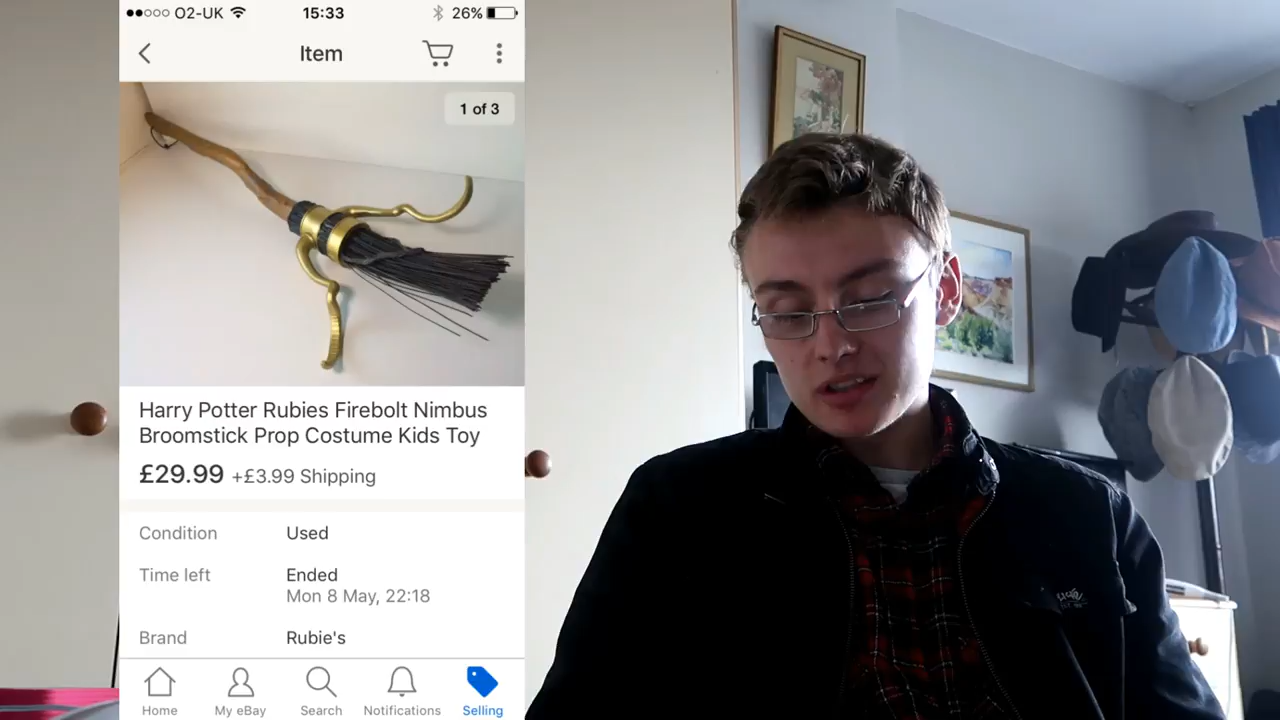 O2-UK 15:33 26%
Item
1 of 3
Harry Potter Rubies Firebolt Nimbus
Broomstick Prop Costume Kids Toy
£29.99 +£3.99 Shipping
Condition Used
Time left Ended
Mon 8 May, 22:18
Brand Rubie's
Home My eBay Search Notifications Selling